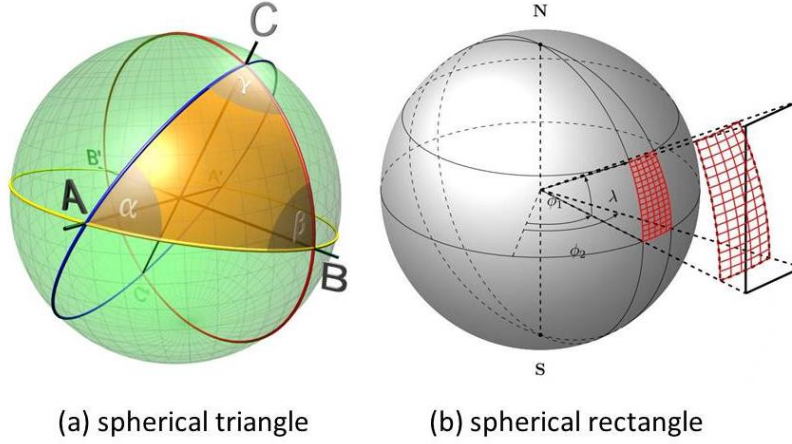 C
γ
B'
A'
A
α
β
B
C'
N
ϕ₁
λ
ϕ₂
S
(a) spherical triangle
(b) spherical rectangle